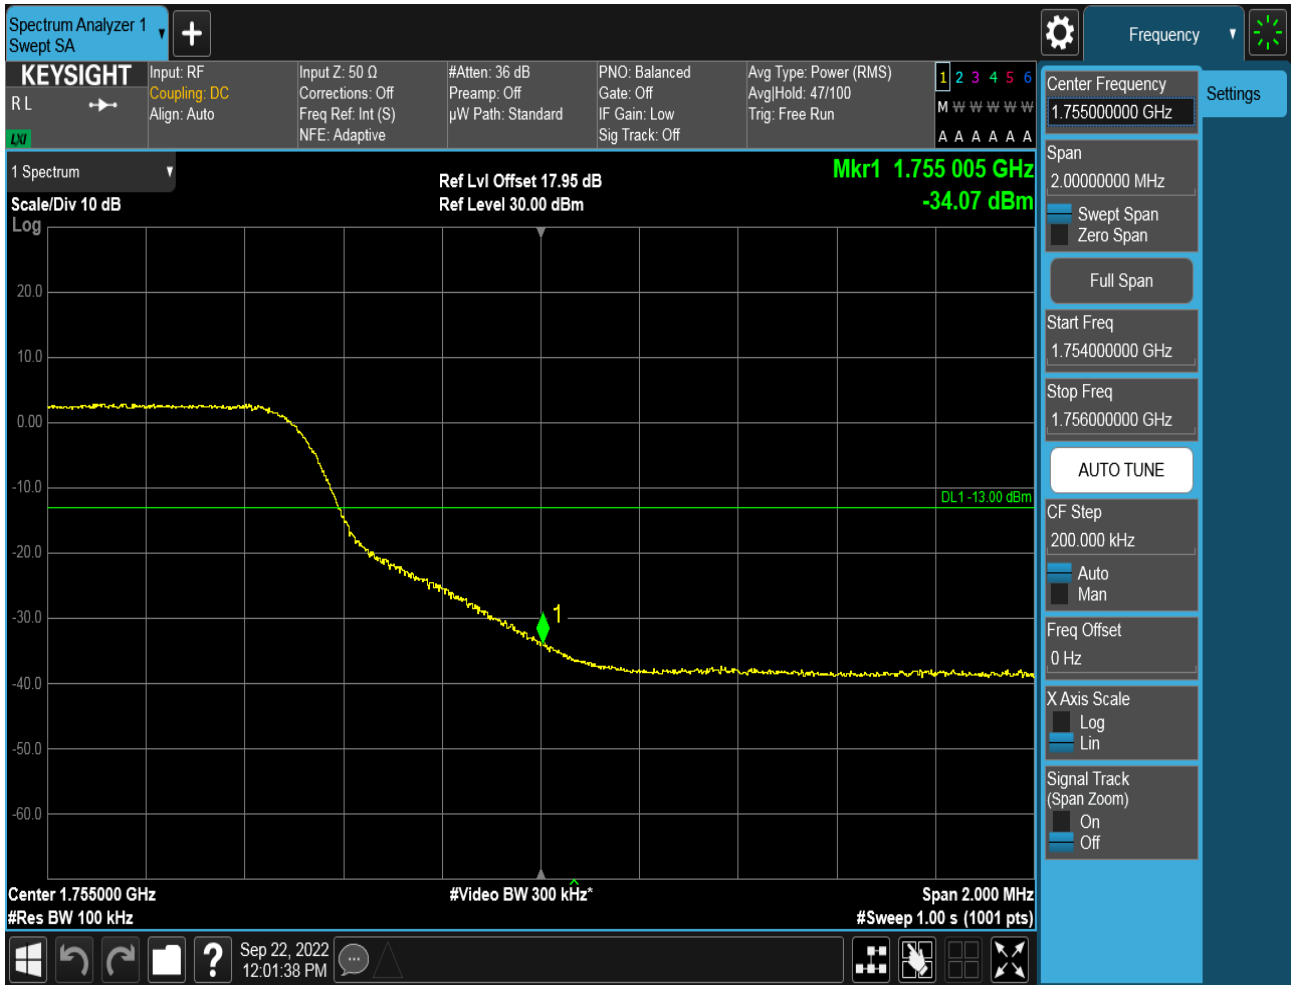 Spectrum Analyzer 1
Swept SA
Frequency
KEYSIGHT
R L
LXI
Input: RF
Coupling: DC
Align: Auto
Input Z: 50 Ω
Corrections: Off
Freq Ref: Int (S)
NFE: Adaptive
#Atten: 36 dB
Preamp: Off
µW Path: Standard
PNO: Balanced
Gate: Off
IF Gain: Low
Sig Track: Off
Avg Type: Power (RMS)
Avg|Hold: 47/100
Trig: Free Run
1 2 3 4 5 6
M W W W W W
A A A A A A
1 Spectrum
Scale/Div 10 dB
Log
Ref Lvl Offset 17.95 dB
Ref Level 30.00 dBm
Mkr1 1.755 005 GHz
-34.07 dBm
20.0
10.0
0.00
-10.0
-20.0
-30.0
-40.0
-50.0
-60.0
DL1 -13.00 dBm
1
Center 1.755000 GHz
#Res BW 100 kHz
#Video BW 300 kHz*
Span 2.000 MHz
#Sweep 1.00 s (1001 pts)
Sep 22, 2022
12:01:38 PM
Center Frequency
1.755000000 GHz
Settings
Span
2.00000000 MHz
Swept Span
Zero Span
Full Span
Start Freq
1.754000000 GHz
Stop Freq
1.756000000 GHz
AUTO TUNE
CF Step
200.000 kHz
Auto
Man
Freq Offset
0 Hz
X Axis Scale
Log
Lin
Signal Track
(Span Zoom)
On
Off